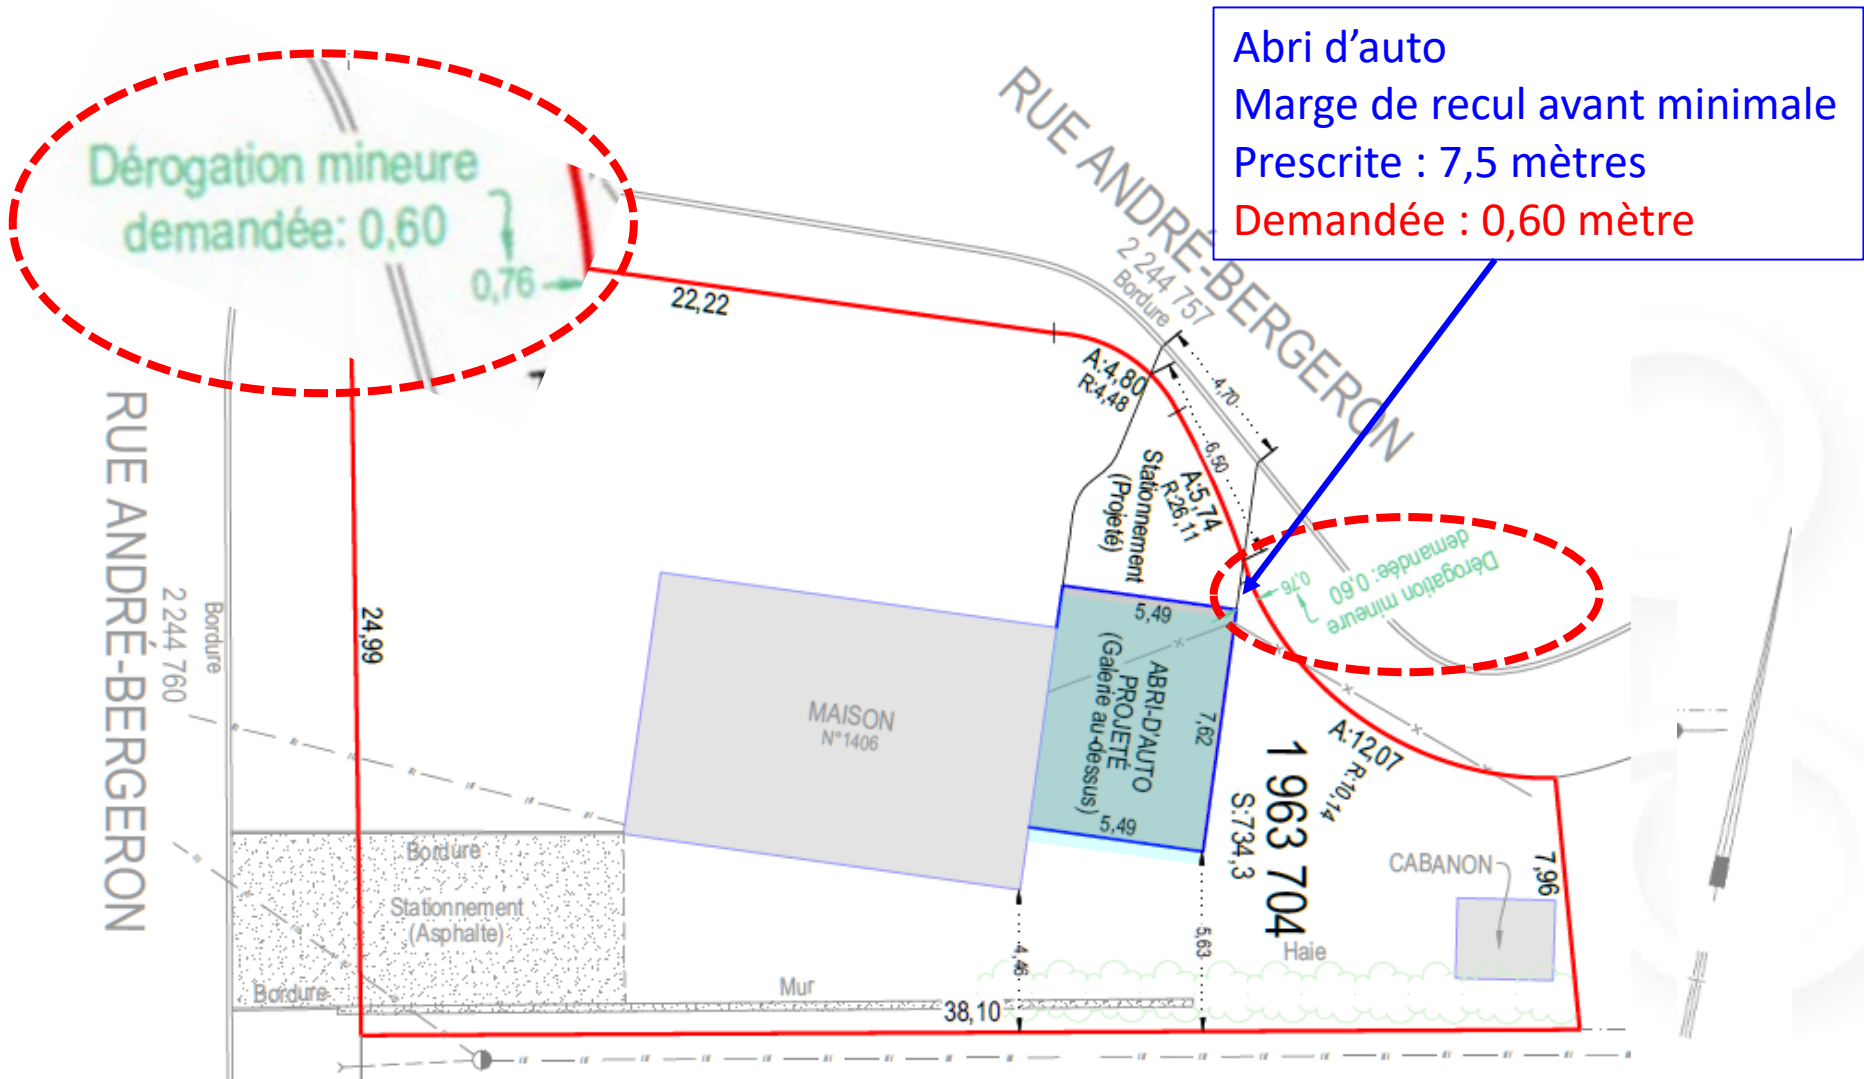 Abri d'auto
Marge de recul avant minimale
Prescrite : 7,5 mètres
Demandée : 0,60 mètre
Dérogation mineure
demandée: 0,60
0,76
RUE ANDRÉ-BERGERON
2 244 757
Bordure
22,22
A:4,80
R:4,48
4,70
6,50
A:5,74
R:26,11
Stationnement
(Projeté)
Dérogation mineure
demandée: 0,60
0,76
RUE ANDRÉ-BERGERON
2 244 760
Bordure
24,99
5,49
ABRI-D'AUTO
PROJETÉ
(Galerie au-dessus)
7,62
5,49
MAISON
N°1406
A:12,07
R:10,14
1 963 704
S:734,3
CABANON
7,96
Bordure
Stationnement
(Asphalte)
Bordure
Mur
4,46
5,63
Haie
38,10